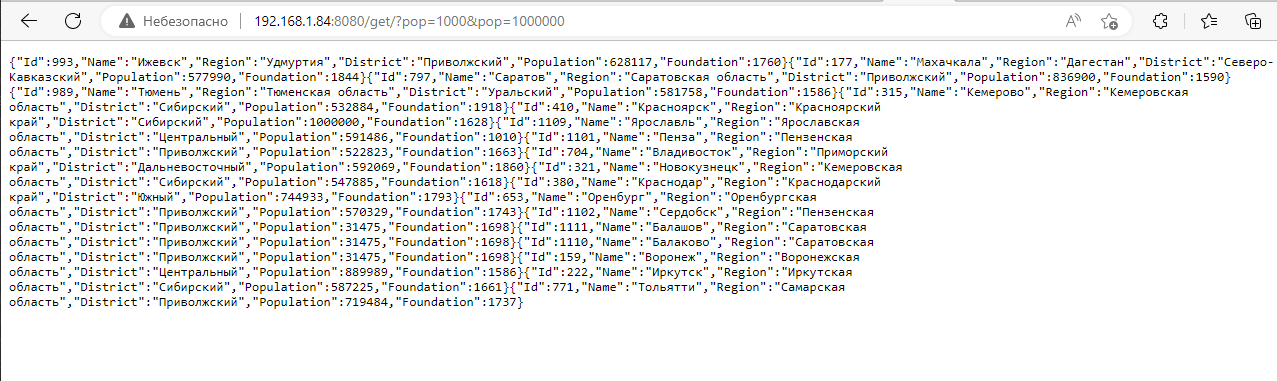 Небезопасно 192.168.1.84:8080/get/?pop=1000&pop=1000000
{"Id":993,"Name":"Ижевск","Region":"Удмуртия","District":"Приволжский","Population":628117,"Foundation":1760}{"Id":177,"Name":"Махачкала","Region":"Дагестан","District":"Северо-
Кавказский","Population":577990,"Foundation":1844}{"Id":797,"Name":"Саратов","Region":"Саратовская область","District":"Приволжский","Population":836900,"Foundation":1590}
{"Id":989,"Name":"Тюмень","Region":"Тюменская область","District":"Уральский","Population":581758,"Foundation":1586}{"Id":315,"Name":"Кемерово","Region":"Кемеровская
область","District":"Сибирский","Population":532884,"Foundation":1918}{"Id":410,"Name":"Красноярск","Region":"Красноярский
край","District":"Сибирский","Population":1000000,"Foundation":1628}{"Id":1109,"Name":"Ярославль","Region":"Ярославская
область","District":"Центральный","Population":591486,"Foundation":1010}{"Id":1101,"Name":"Пенза","Region":"Пензенская
область","District":"Приволжский","Population":522823,"Foundation":1663}{"Id":704,"Name":"Владивосток","Region":"Приморский
край","District":"Дальневосточный","Population":592069,"Foundation":1860}{"Id":321,"Name":"Новокузнецк","Region":"Кемеровская
область","District":"Сибирский","Population":547885,"Foundation":1618}{"Id":380,"Name":"Краснодар","Region":"Краснодарский
край","District":"Южный","Population":744933,"Foundation":1793}{"Id":653,"Name":"Оренбург","Region":"Оренбургская
область","District":"Приволжский","Population":570329,"Foundation":1743}{"Id":1102,"Name":"Сердобск","Region":"Пензенская
область","District":"Приволжский","Population":31475,"Foundation":1698}{"Id":1111,"Name":"Балашов","Region":"Саратовская
область","District":"Приволжский","Population":31475,"Foundation":1698}{"Id":1110,"Name":"Балаково","Region":"Саратовская
область","District":"Приволжский","Population":31475,"Foundation":1698}{"Id":159,"Name":"Воронеж","Region":"Воронежская
область","District":"Центральный","Population":889989,"Foundation":1586}{"Id":222,"Name":"Иркутск","Region":"Иркутская
область","District":"Сибирский","Population":587225,"Foundation":1661}{"Id":771,"Name":"Тольятти","Region":"Самарская
область","District":"Приволжский","Population":719484,"Foundation":1737}